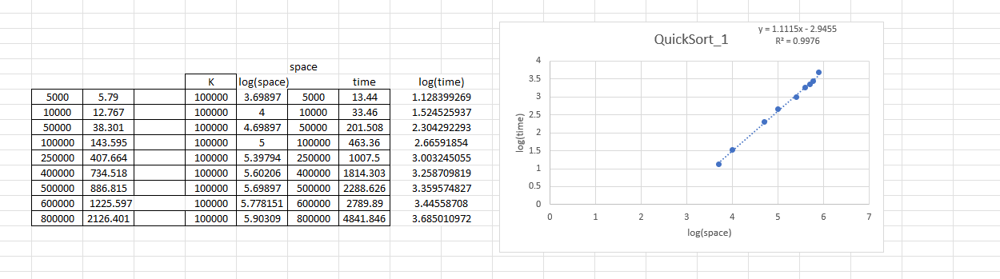 space
K log(space) time log(time)
5000 5.79 100000 3.69897 5000 13.44 1.128399269
10000 12.767 100000 4 10000 33.46 1.524525937
50000 38.301 100000 4.69897 50000 201.508 2.304292293
100000 143.595 100000 5 100000 463.36 2.66591854
250000 407.664 100000 5.39794 250000 1007.5 3.003245055
400000 734.518 100000 5.60206 400000 1814.303 3.258709819
500000 886.815 100000 5.69897 500000 2288.626 3.359574827
600000 1225.597 100000 5.778151 600000 2789.89 3.44558708
800000 2126.401 100000 5.90309 800000 4841.846 3.685010972
QuickSort_1
y = 1.1115x - 2.9455
R² = 0.9976
4
3.5
3
2.5
2
1.5
1
0.5
0
log(time)
0 1 2 3 4 5 6 7
log(space)